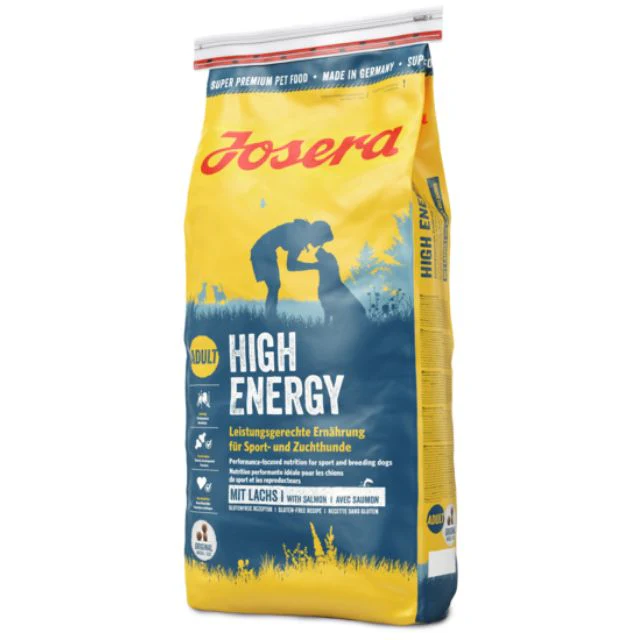 SUPER PREMIUM PET FOOD • MADE IN GERMANY • SUPE
Josera
ADULT
HIGH
ENERGY
Leistungsgerechte Ernährung
für Sport- und Zuchthunde
Performance-focused nutrition for sport and breeding dogs
Nutrition performante idéale pour les chiens
de sport et les reproducteurs
MIT LACHS | WITH SALMON | AVEC SAUMON
GLUTENFREIE REZEPTUR | GLUTEN-FREE RECIPE | RECETTE SANS GLUTEN
ORIGINAL
HIGH ENE
ADULT